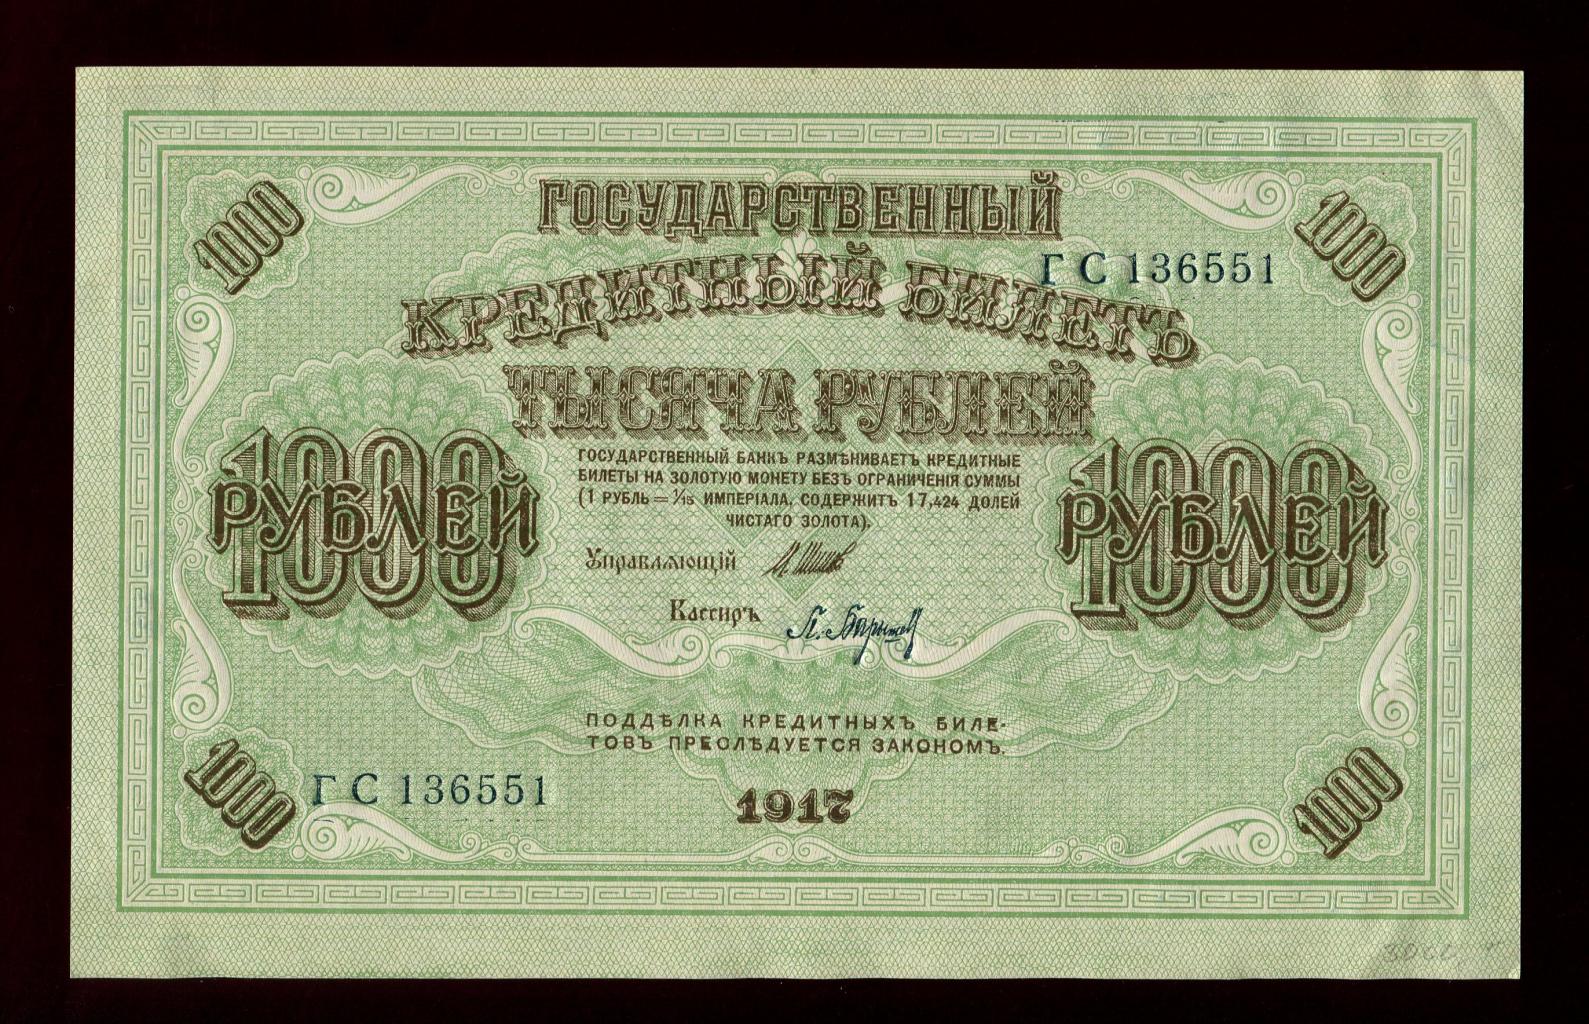 1000
ГОСУДАРСТВЕННЫЙ
1000
ГС 136551
КРЕДИТНЫЙ БИЛЕТЪ
ТЫСЯЧА РУБЛЕЙ
1000
РУБЛЕЙ
ГОСУДАРСТВЕННЫЙ БАНКЪ РАЗМѢНИВАЕТЪ КРЕДИТНЫЕ
БИЛЕТЫ НА ЗОЛОТУЮ МОНЕТУ БЕЗЪ ОГРАНИЧЕНІЯ СУММЫ
(1 РУБЛЬ = 1/15 ИМПЕРІАЛА, СОДЕРЖИТЪ 17,424 ДОЛЕЙ
ЧИСТАГО ЗОЛОТА).
1000
РУБЛЕЙ
Управляющій
Кассиръ
ПОДДѢЛКА КРЕДИТНЫХЪ БИЛЕ-
ТОВЪ ПРЕСЛѢДУЕТСЯ ЗАКОНОМЪ.
1000
ГС 136551
1917
1000